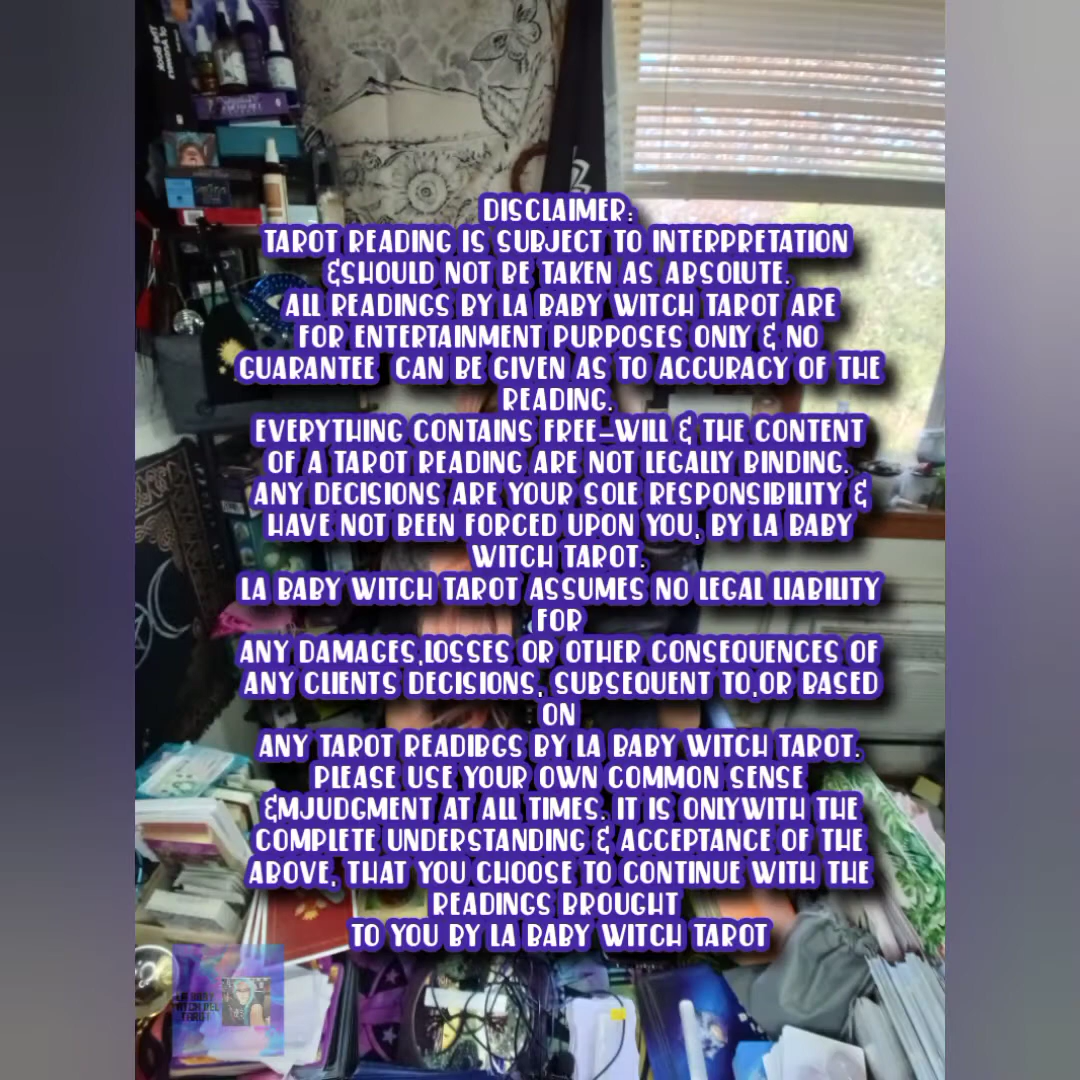 DISCLAIMER:
TAROT READING IS SUBJECT TO INTERPRETATION
&SHOULD NOT BE TAKEN AS ABSOLUTE.
ALL READINGS BY LA BABY WITCH TAROT ARE
FOR ENTERTAINMENT PURPOSES ONLY & NO
GUARANTEE CAN BE GIVEN AS TO ACCURACY OF THE
READING.
EVERYTHING CONTAINS FREE-WILL & THE CONTENT
OF A TAROT READING ARE NOT LEGALLY BINDING.
ANY DECISIONS ARE YOUR SOLE RESPONSIBILITY &
HAVE NOT BEEN FORCED UPON YOU, BY LA BABY
WITCH TAROT.
LA BABY WITCH TAROT ASSUMES NO LEGAL LIABILITY
FOR
ANY DAMAGES,LOSSES OR OTHER CONSEQUENCES OF
ANY CLIENTS DECISIONS, SUBSEQUENT TO,OR BASED
ON
ANY TAROT READIBGS BY LA BABY WITCH TAROT.
PLEASE USE YOUR OWN COMMON SENSE
&MJUDGMENT AT ALL TIMES. IT IS ONLYWITH THE
COMPLETE UNDERSTANDING & ACCEPTANCE OF THE
ABOVE, THAT YOU CHOOSE TO CONTINUE WITH THE
READINGS BROUGHT
TO YOU BY LA BABY WITCH TAROT
LA BABY
WITCH DEL
TAROT